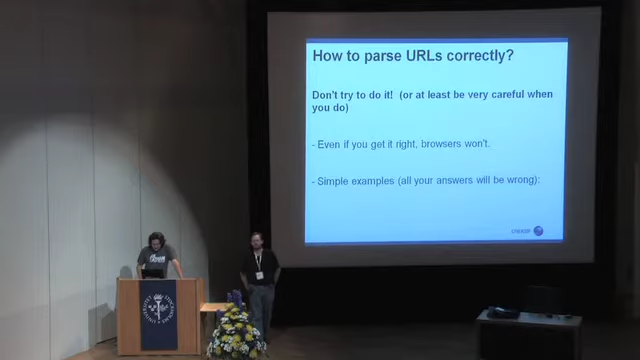 How to parse URLs correctly?
Don't try to do it!  (or at least be very careful when
you do)
- Even if you get it right, browsers won't.
- Simple examples (all your answers will be wrong):